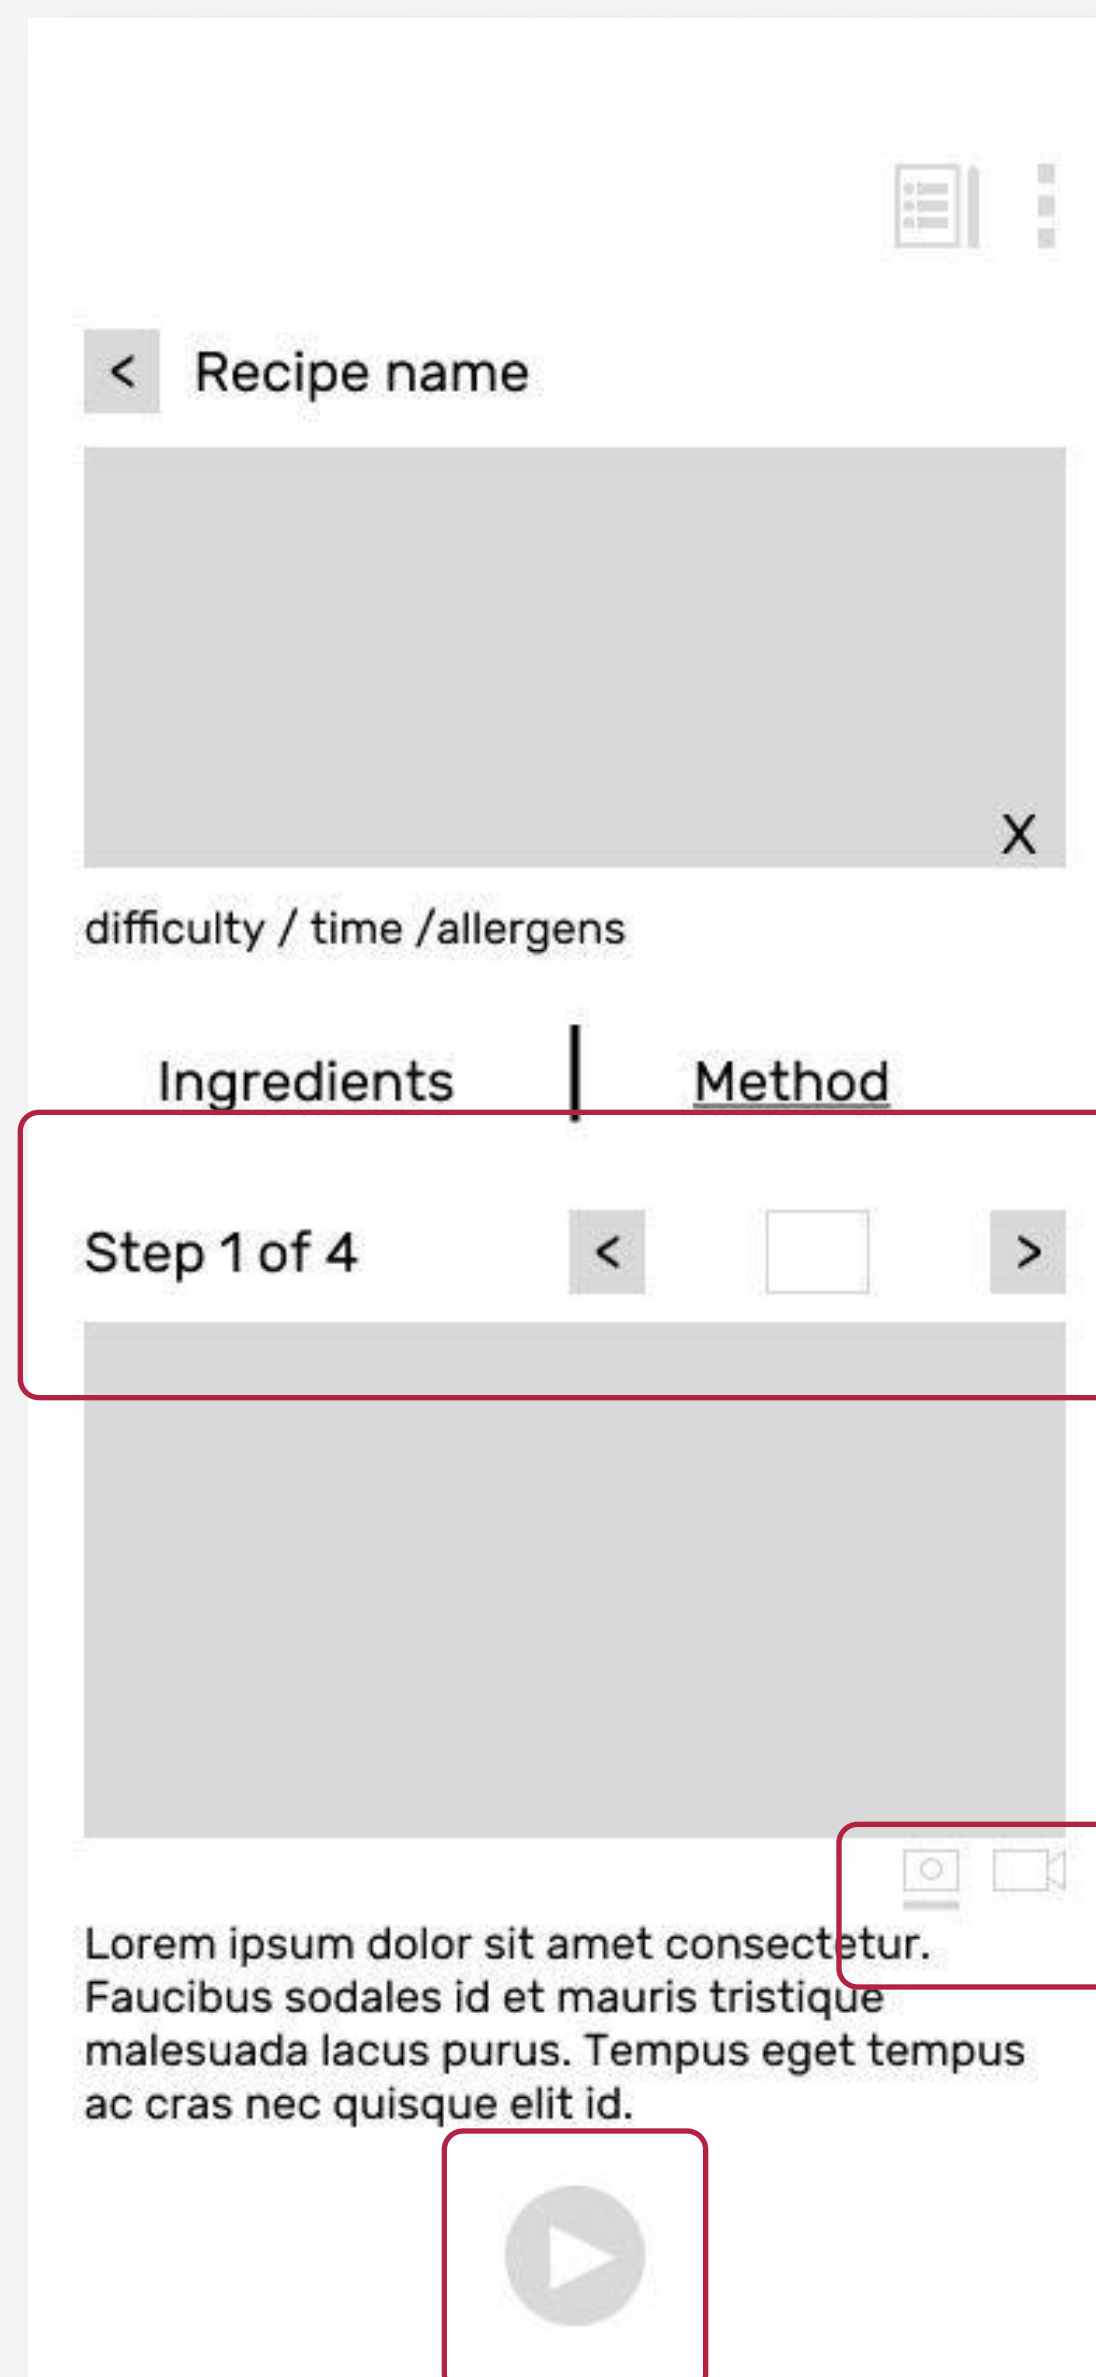 < Recipe name
X
difficulty / time /allergens
Ingredients | Method
Step 1 of 4 < >
Lorem ipsum dolor sit amet consectetur.
Faucibus sodales id et mauris tristique
malesuada lacus purus. Tempus eget tempus
ac cras nec quisque elit id.